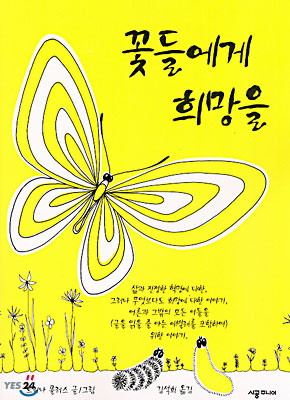 꽃들에게
희망을
삶과 진정한 혁명에 대한,
그러나 무엇보다도 희망에 대한 이야기,
어른과 그밖의 모든 이들을
(글을 읽을 줄 아는 애벌레를 포함하여)
위한 이야기.
폴러스 글/그림
김석희 옮김
시공주니어
YES24